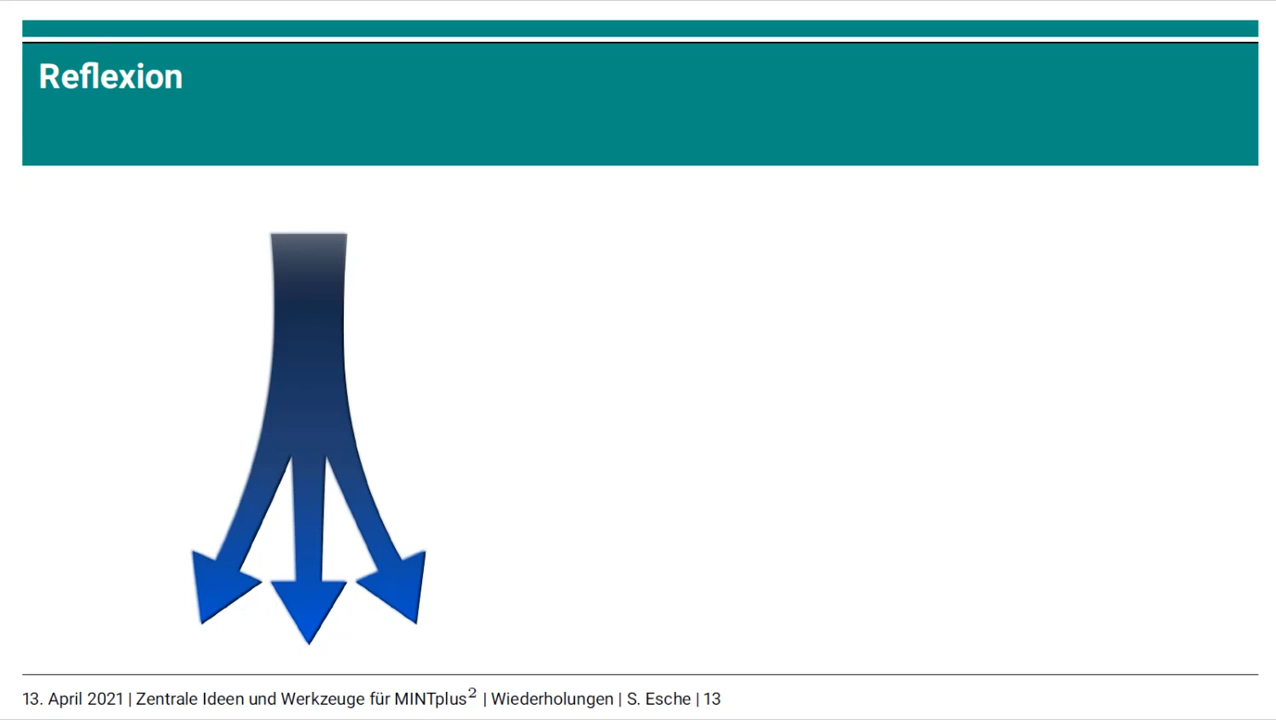 Reflexion
13. April 2021 | Zentrale Ideen und Werkzeuge für MINTplus² | Wiederholungen | S. Esche | 13